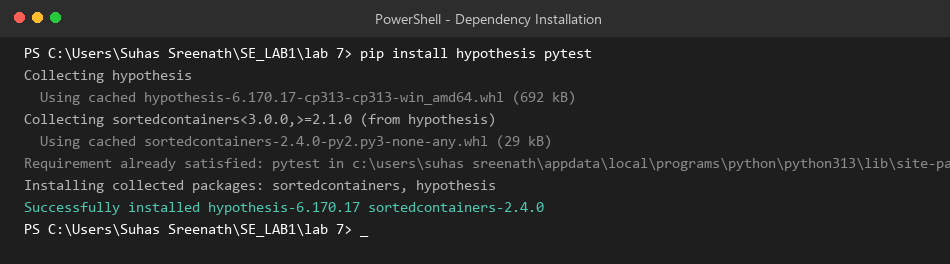 PowerShell - Dependency Installation
PS C:\Users\Suhas Sreenath\SE_LAB1\lab 7> pip install hypothesis pytest
Collecting hypothesis
  Using cached hypothesis-6.170.17-cp313-cp313-win_amd64.whl (692 kB)
Collecting sortedcontainers<3.0.0,>=2.1.0 (from hypothesis)
  Using cached sortedcontainers-2.4.0-py2.py3-none-any.whl (29 kB)
Requirement already satisfied: pytest in c:\users\suhas sreenath\appdata\local\programs\python\python313\lib\site-pa
Installing collected packages: sortedcontainers, hypothesis
Successfully installed hypothesis-6.170.17 sortedcontainers-2.4.0
PS C:\Users\Suhas Sreenath\SE_LAB1\lab 7> _